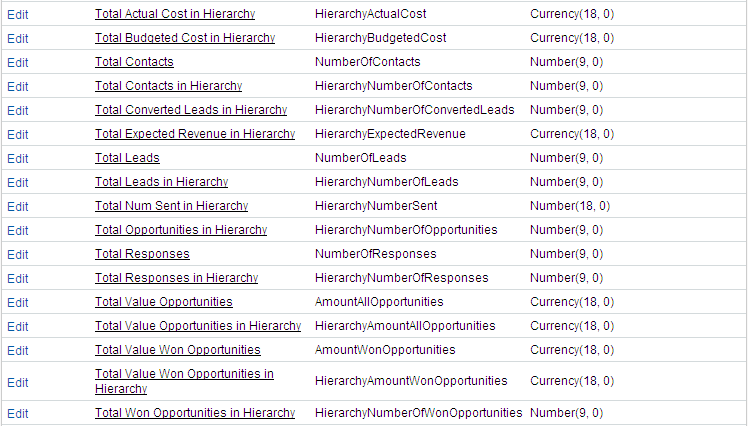 Edit Total Actual Cost in Hierarchy HierarchyActualCost Currency(18, 0)
Edit Total Budgeted Cost in Hierarchy HierarchyBudgetedCost Currency(18, 0)
Edit Total Contacts NumberOfContacts Number(9, 0)
Edit Total Contacts in Hierarchy HierarchyNumberOfContacts Number(9, 0)
Edit Total Converted Leads in Hierarchy HierarchyNumberOfConvertedLeads Number(9, 0)
Edit Total Expected Revenue in Hierarchy HierarchyExpectedRevenue Currency(18, 0)
Edit Total Leads NumberOfLeads Number(9, 0)
Edit Total Leads in Hierarchy HierarchyNumberOfLeads Number(9, 0)
Edit Total Num Sent in Hierarchy HierarchyNumberSent Number(18, 0)
Edit Total Opportunities in Hierarchy HierarchyNumberOfOpportunities Number(9, 0)
Edit Total Responses NumberOfResponses Number(9, 0)
Edit Total Responses in Hierarchy HierarchyNumberOfResponses Number(9, 0)
Edit Total Value Opportunities AmountAllOpportunities Currency(18, 0)
Edit Total Value Opportunities in Hierarchy HierarchyAmountAllOpportunities Currency(18, 0)
Edit Total Value Won Opportunities AmountWonOpportunities Currency(18, 0)
Edit Total Value Won Opportunities in HierarchyAmountWonOpportunities Currency(18, 0)
Hierarchy
Edit Total Won Opportunities in Hierarchy HierarchyNumberOfWonOpportunities Number(9, 0)